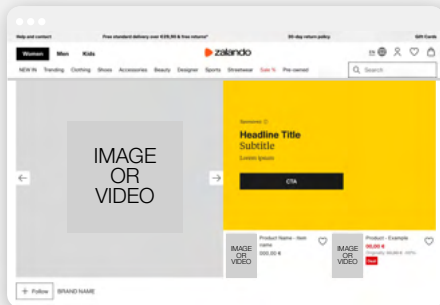 Help and contact Free standard delivery over €29,90 & free returns* 30-day return policy Gift Cards
Women Men Kids zalando
NEW IN Trending Clothing Shoes Accessories Beauty Designer Sports Streetwear Sale % Pre-owned Search
Sponsored
Headline Title
Subtitle
Lorem ipsum
CTA
IMAGE
OR
VIDEO
IMAGE
OR
VIDEO
Product Name - Item
name
000,00 €
IMAGE
OR
VIDEO
Product - Example
Deal
+ Follow BRAND NAME